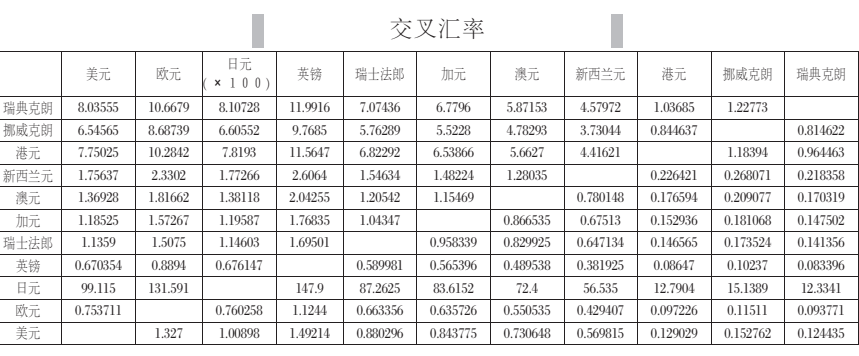 交叉汇率
美元 欧元 日元 英镑 瑞士法郎 加元 澳元 新西兰元 港元 挪威克朗 瑞典克朗
(×100)
瑞典克朗 8.03555 10.6679 8.10728 11.9916 7.07436 6.7796 5.87153 4.57972 1.03685 1.22773
挪威克朗 6.54565 8.68739 6.60552 9.7685 5.76289 5.5228 4.78293 3.73044 0.844637 0.814622
港元 7.75025 10.2842 7.8193 11.5647 6.82292 6.53866 5.6627 4.41621 1.18394 0.964463
新西兰元 1.75637 2.3302 1.77266 2.6064 1.54634 1.48224 1.28035 0.226421 0.268071 0.218358
澳元 1.36928 1.81662 1.38118 2.04255 1.20542 1.15469 0.780148 0.176594 0.209077 0.170319
加元 1.18525 1.57267 1.19587 1.76835 1.04347 0.866535 0.67513 0.152936 0.181068 0.147502
瑞士法郎 1.1359 1.5075 1.14603 1.69501 0.958339 0.829925 0.647134 0.146565 0.173524 0.141356
英镑 0.670354 0.8894 0.676147 0.589981 0.565396 0.489538 0.381925 0.08647 0.10237 0.083396
日元 99.115 131.591 147.9 87.2625 83.6152 72.4 56.535 12.7904 15.1389 12.3341
欧元 0.753711 0.760258 1.1244 0.663356 0.635726 0.550535 0.429407 0.097226 0.11511 0.093771
美元 1.327 1.00898 1.49214 0.880296 0.843775 0.730648 0.569815 0.129029 0.152762 0.124435